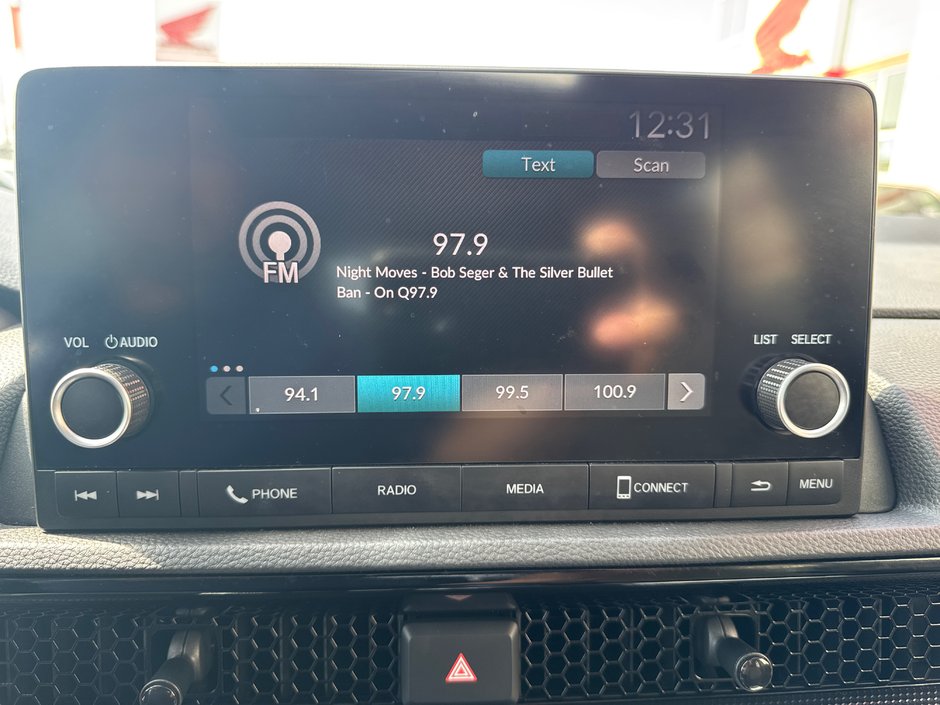 12:31
Text Scan
97.9
FM
Night Moves - Bob Seger & The Silver Bullet
Ban - On Q97.9
VOL AUDIO
LIST SELECT
94.1 97.9 99.5 100.9
PHONE RADIO MEDIA CONNECT MENU